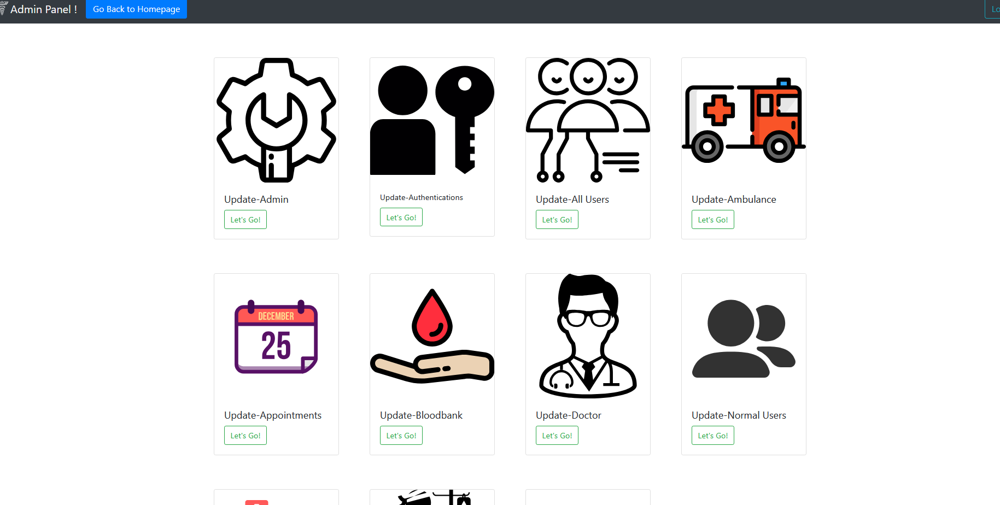 Admin Panel !
Go Back to Homepage
Update-Admin
Let's Go!
Update-Authentications
Let's Go!
Update-All Users
Let's Go!
Update-Ambulance
Let's Go!
DECEMBER
25
Update-Appointments
Let's Go!
Update-Bloodbank
Let's Go!
Update-Doctor
Let's Go!
Update-Normal Users
Let's Go!